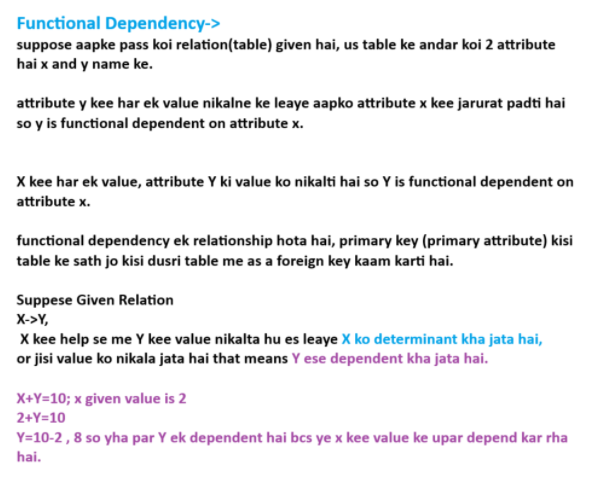 Functional Dependency->
suppose aapke pass koi relation(table) given hai, us table ke andar koi 2 attribute
hai x and y name ke.
attribute y kee har ek value nikalne ke leaye aapko attribute x kee jarurat padti hai
so y is functional dependent on attribute x.
X kee har ek value, attribute Y ki value ko nikalti hai so Y is functional dependent on
attribute x.
functional dependency ek relationship hota hai, primary key (primary attribute) kisi
table ke sath jo kisi dusri table me as a foreign key kaam karti hai.
Suppese Given Relation
X->Y,
X kee help se me Y kee value nikalta hu es leaye X ko determinant kha jata hai,
or jisi value ko nikala jata hai that means Y ese dependent kha jata hai.
X+Y=10; x given value is 2
2+Y=10
Y=10-2 , 8 so yha par Y ek dependent hai bcs ye x kee value ke upar depend kar rha
hai.